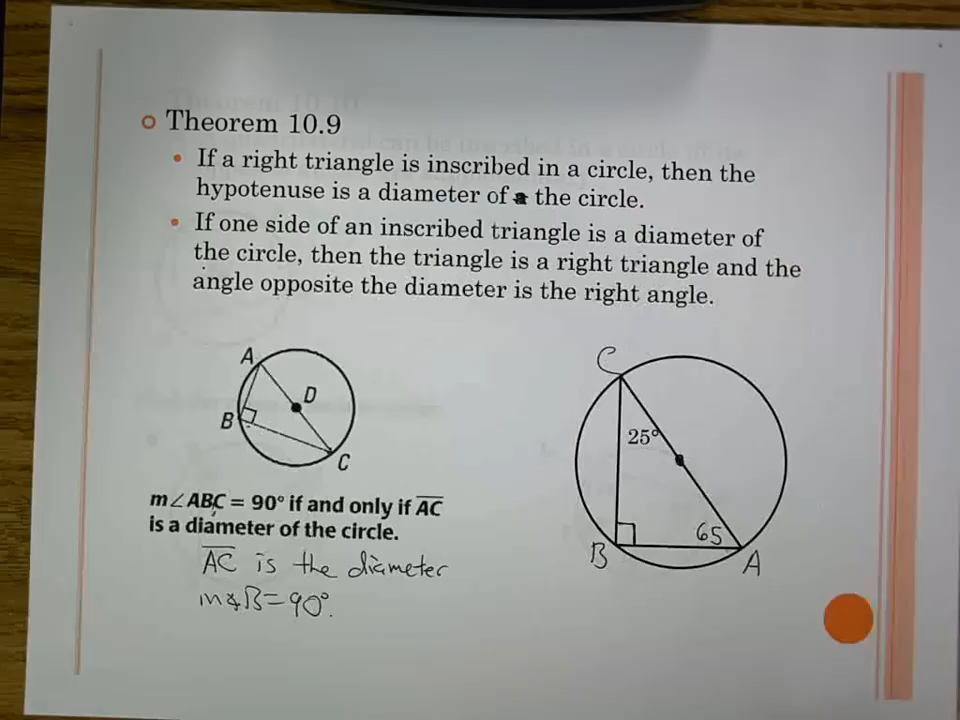 Theorem 10.9
If a right triangle is inscribed in a circle, then the
hypotenuse is a diameter of the circle.
If one side of an inscribed triangle is a diameter of
the circle, then the triangle is a right triangle and the
angle opposite the diameter is the right angle.
A
D
B
C
m∠ABC = 90° if and only if A̅C̅
is a diameter of the circle.
A̅C̅ is the diameter
m∡B=90°.
C
25°
65
B
A